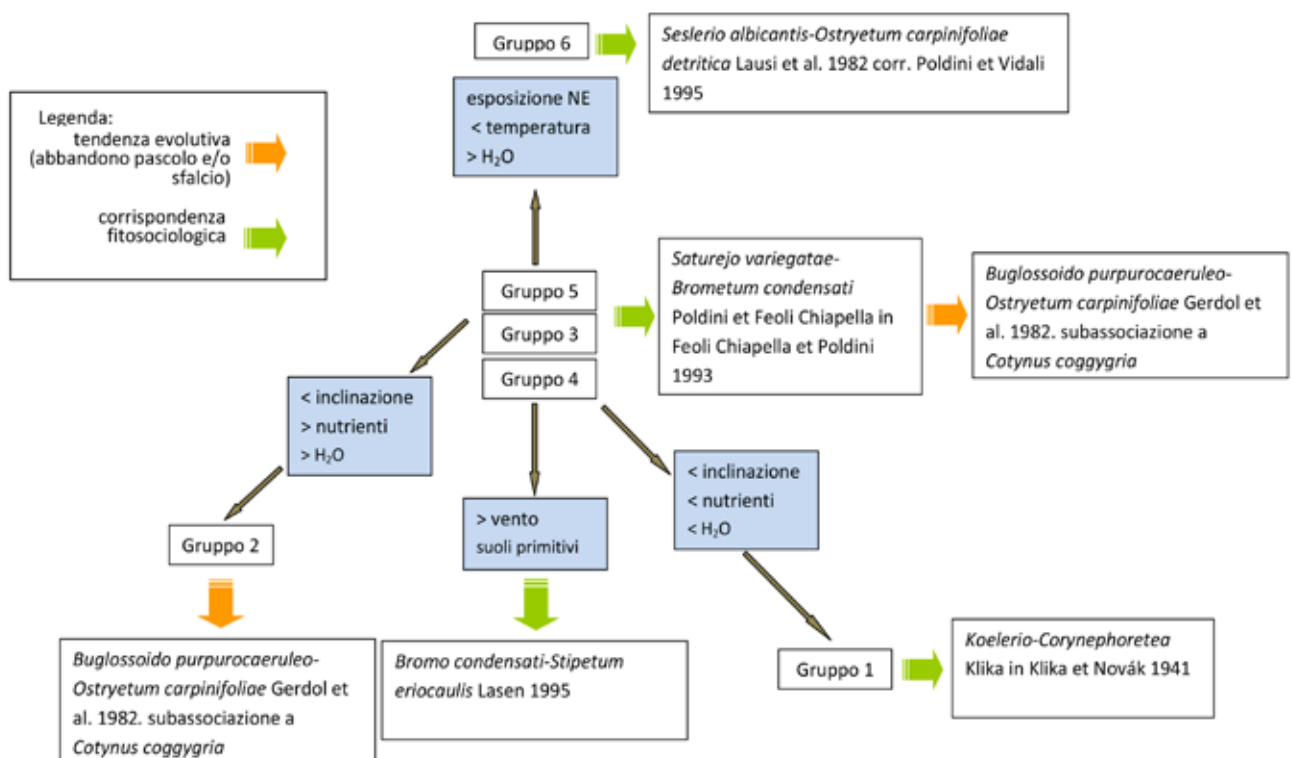 Gruppo 6
Seslerio albicantis-Ostryetum carpinifoliae
detritica Lausi et al. 1982 corr. Poldini et Vidali
1995
esposizione NE
< temperatura
> H₂O
Legenda:
tendenza evolutiva
(abbandono pascolo e/o
sfalcio)
corrispondenza
fitosociologica
Gruppo 5
Gruppo 3
Gruppo 4
Saturejo variegatae-
Brometum condensati
Poldini et Feoli Chiapella in
Feoli Chiapella et Poldini
1993
Buglossoido purpurocaeruleo-
Ostryetum carpinifoliae Gerdol et
al. 1982. subassociazione a
Cotynus coggygria
< inclinazione
> nutrienti
> H₂O
Gruppo 2
> vento
suoli primitivi
< inclinazione
< nutrienti
< H₂O
Buglossoido purpurocaeruleo-
Ostryetum carpinifoliae Gerdol et
al. 1982. subassociazione a
Cotynus coggygria
Bromo condensati-Stipetum
eriocaulis Lasen 1995
Gruppo 1
Koelerio-Corynephoretea
Klika in Klika et Novák 1941